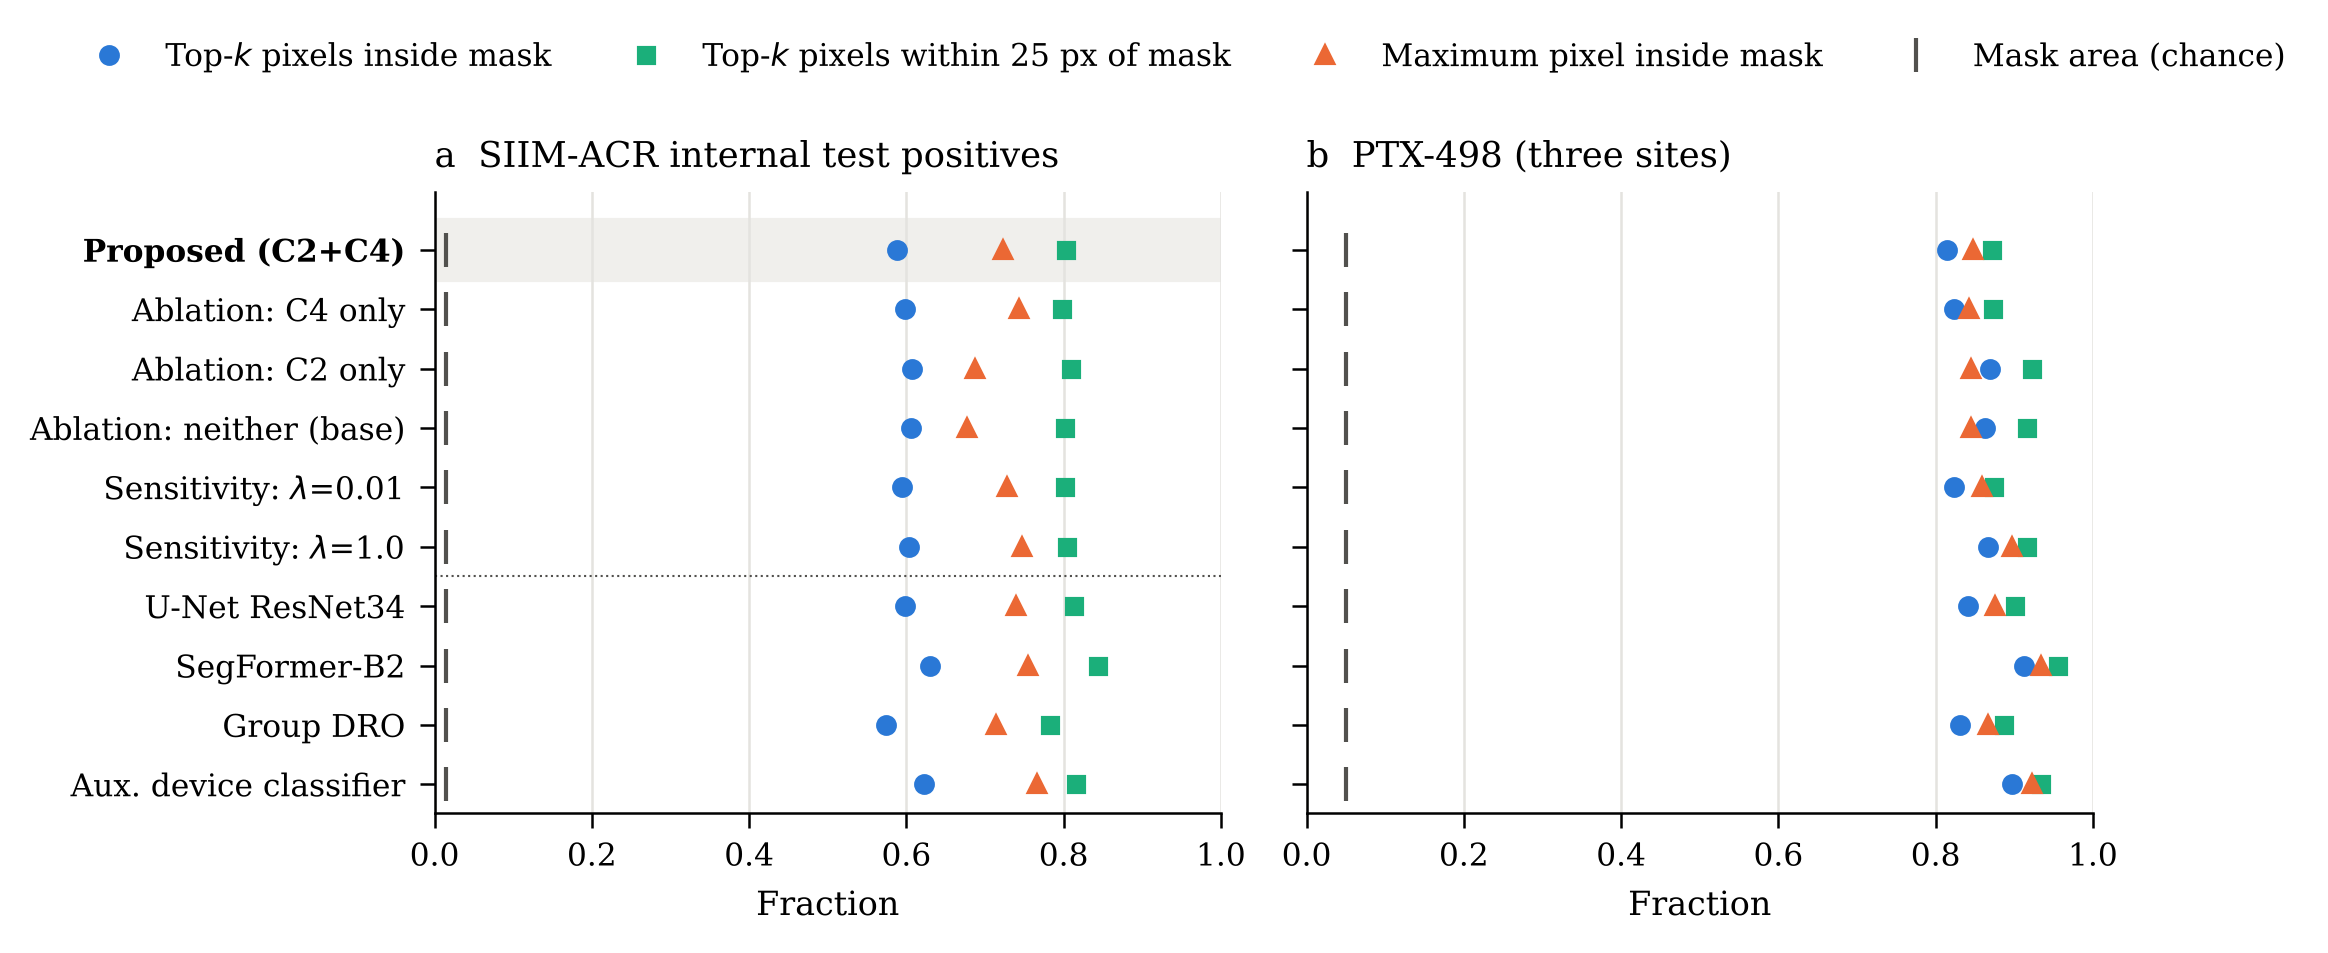 Top-k pixels inside mask Top-k pixels within 25 px of mask Maximum pixel inside mask Mask area (chance)
a SIIM-ACR internal test positives
b PTX-498 (three sites)
Proposed (C2+C4)
Ablation: C4 only
Ablation: C2 only
Ablation: neither (base)
Sensitivity: λ=0.01
Sensitivity: λ=1.0
U-Net ResNet34
SegFormer-B2
Group DRO
Aux. device classifier
0.0 0.2 0.4 0.6 0.8 1.0
Fraction
0.0 0.2 0.4 0.6 0.8 1.0
Fraction